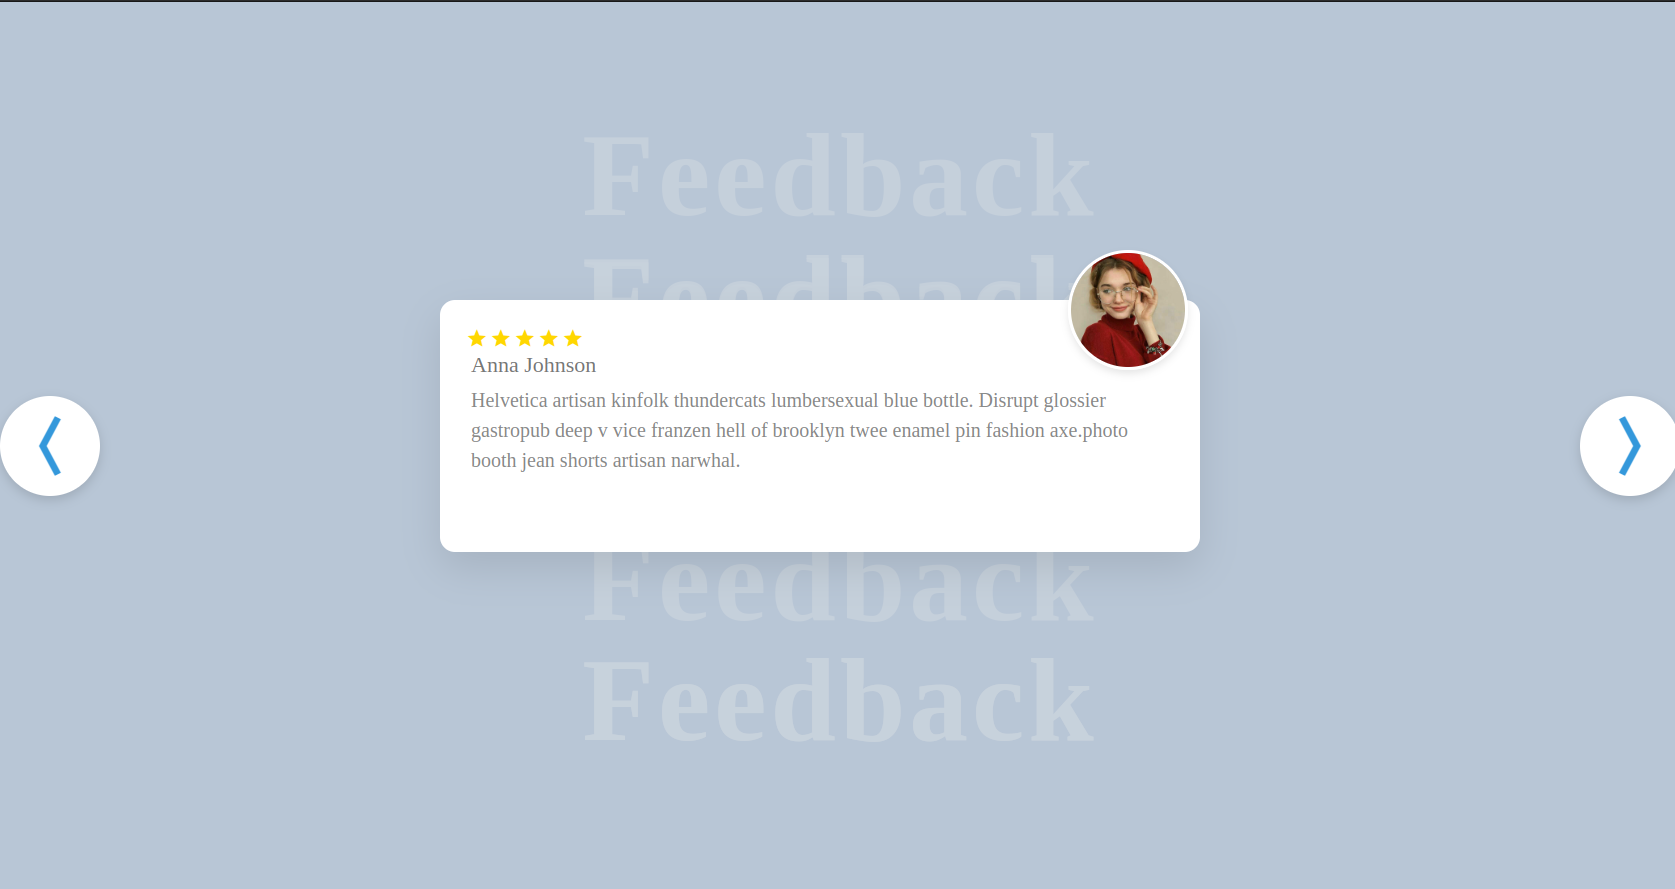 Feedback
Feedback
Anna Johnson
Helvetica artisan kinfolk thundercats lumbersexual blue bottle. Disrupt glossier
gastropub deep v vice franzen hell of brooklyn twee enamel pin fashion axe.photo
booth jean shorts artisan narwhal.
Feedback
Feedback